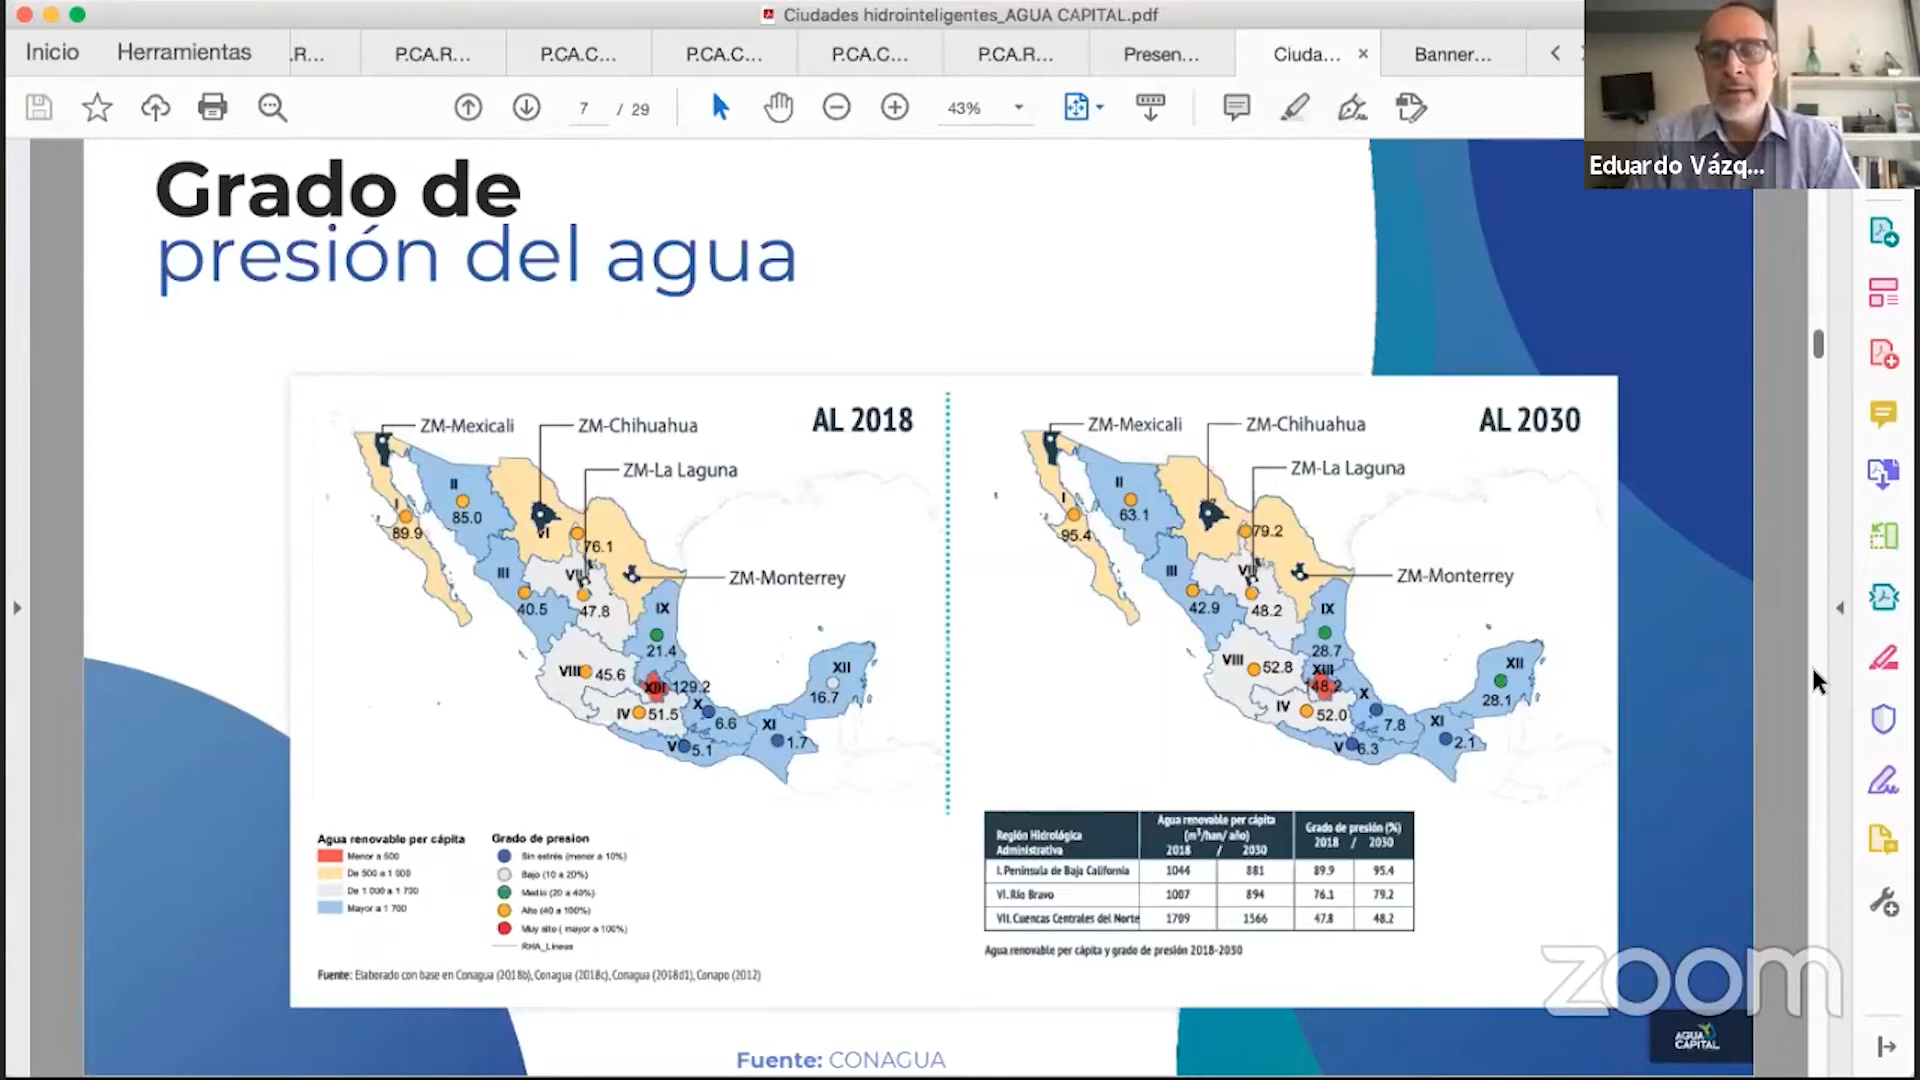 Ciudades hidrointeligentes_AGUA CAPITAL.pdf
Inicio
Herramientas
.R...
P.CA.R...
P.CA.C...
P.CA.C...
P.CA.C...
P.CA.R...
Presen...
Ciuda...
Banner...
7 / 29
43%
Eduardo Vázq...
Grado de
presión del agua
AL 2018
ZM-Mexicali
ZM-Chihuahua
ZM-La Laguna
ZM-Monterrey
I
89.9
II
85.0
VI
76.1
III
40.5
VII
47.8
IX
21.4
VIII
45.6
XIII
129.2
IV
51.5
X
6.6
V
5.1
XI
1.7
XII
16.7
AL 2030
ZM-Mexicali
ZM-Chihuahua
ZM-La Laguna
ZM-Monterrey
I
95.4
II
63.1
79.2
III
42.9
VII
48.2
IX
28.7
VIII
52.8
XIII
148.2
IV
52.0
X
7.8
V
6.3
XI
2.1
XII
28.1
Agua renovable per cápita
Menor a 500
De 500 a 1 000
De 1 000 a 1 700
Mayor a 1 700
Grado de presion
Sin estrés (menor a 10%)
Bajo (10 a 20%)
Medio (20 a 40%)
Alto (40 a 100%)
Muy alto ( mayor a 100%)
RHA_Lineas
Fuente: Elaborado con base en Conagua (2018b), Conagua (2018c), Conagua (2018d1), Conapo (2012)
Región Hidrológica Administrativa
Agua renovable per cápita (m³/han/ año) 2018 / 2030
Grado de presión (%) 2018 / 2030
I. Península de Baja California 1044 881 89.9 95.4
VI. Río Bravo 1007 894 76.1 79.2
VII. Cuencas Centrales del Norte 1709 1566 47.8 48.2
Agua renovable per cápita y grado de presión 2018-2030
Fuente: CONAGUA
zoom
AGUA
CAPITAL